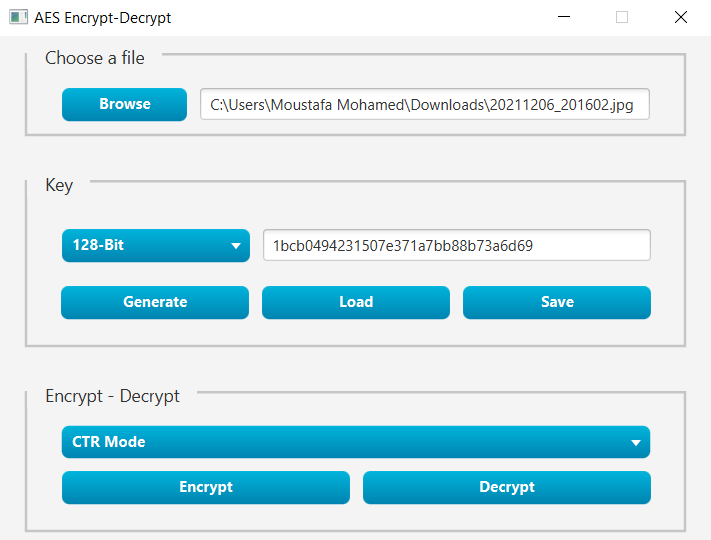 AES Encrypt-Decrypt
Choose a file
Browse
C:\Users\Moustafa Mohamed\Downloads\20211206_201602.jpg
Key
128-Bit
1bcb0494231507e371a7bb88b73a6d69
Generate
Load
Save
Encrypt - Decrypt
CTR Mode
Encrypt
Decrypt